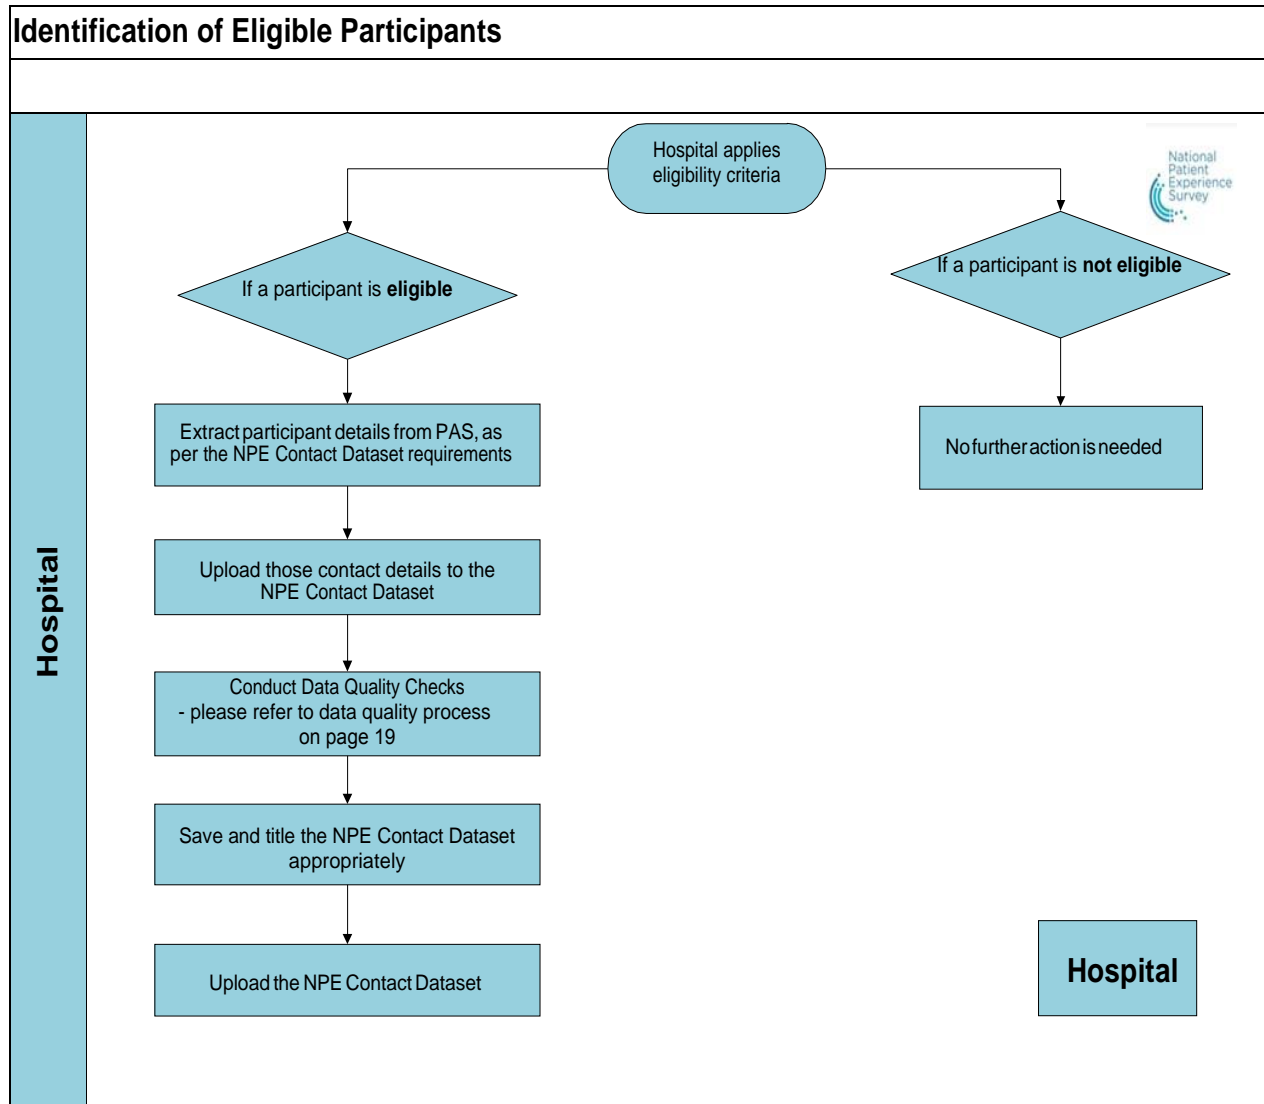 Identification of Eligible Participants
Hospital
Hospital applies
eligibility criteria
National
Patient
Experience
Survey
If a participant is eligible
If a participant is not eligible
Extract participant details from PAS, as
per the NPE Contact Dataset requirements
No further action is needed
Upload those contact details to the
NPE Contact Dataset
Conduct Data Quality Checks
- please refer to data quality process
on page 19
Save and title the NPE Contact Dataset
appropriately
Upload the NPE Contact Dataset
Hospital